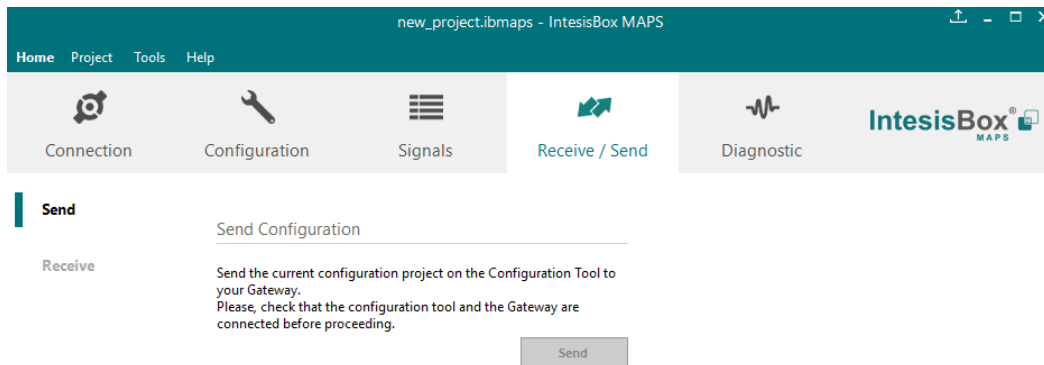 new_project.ibmaps - IntesisBox MAPS
Home Project Tools Help
Connection Configuration Signals Receive / Send Diagnostic
IntesisBox®
MAPS
Send
Send Configuration
Receive
Send the current configuration project on the Configuration Tool to
your Gateway.
Please, check that the configuration tool and the Gateway are
connected before proceeding.
Send